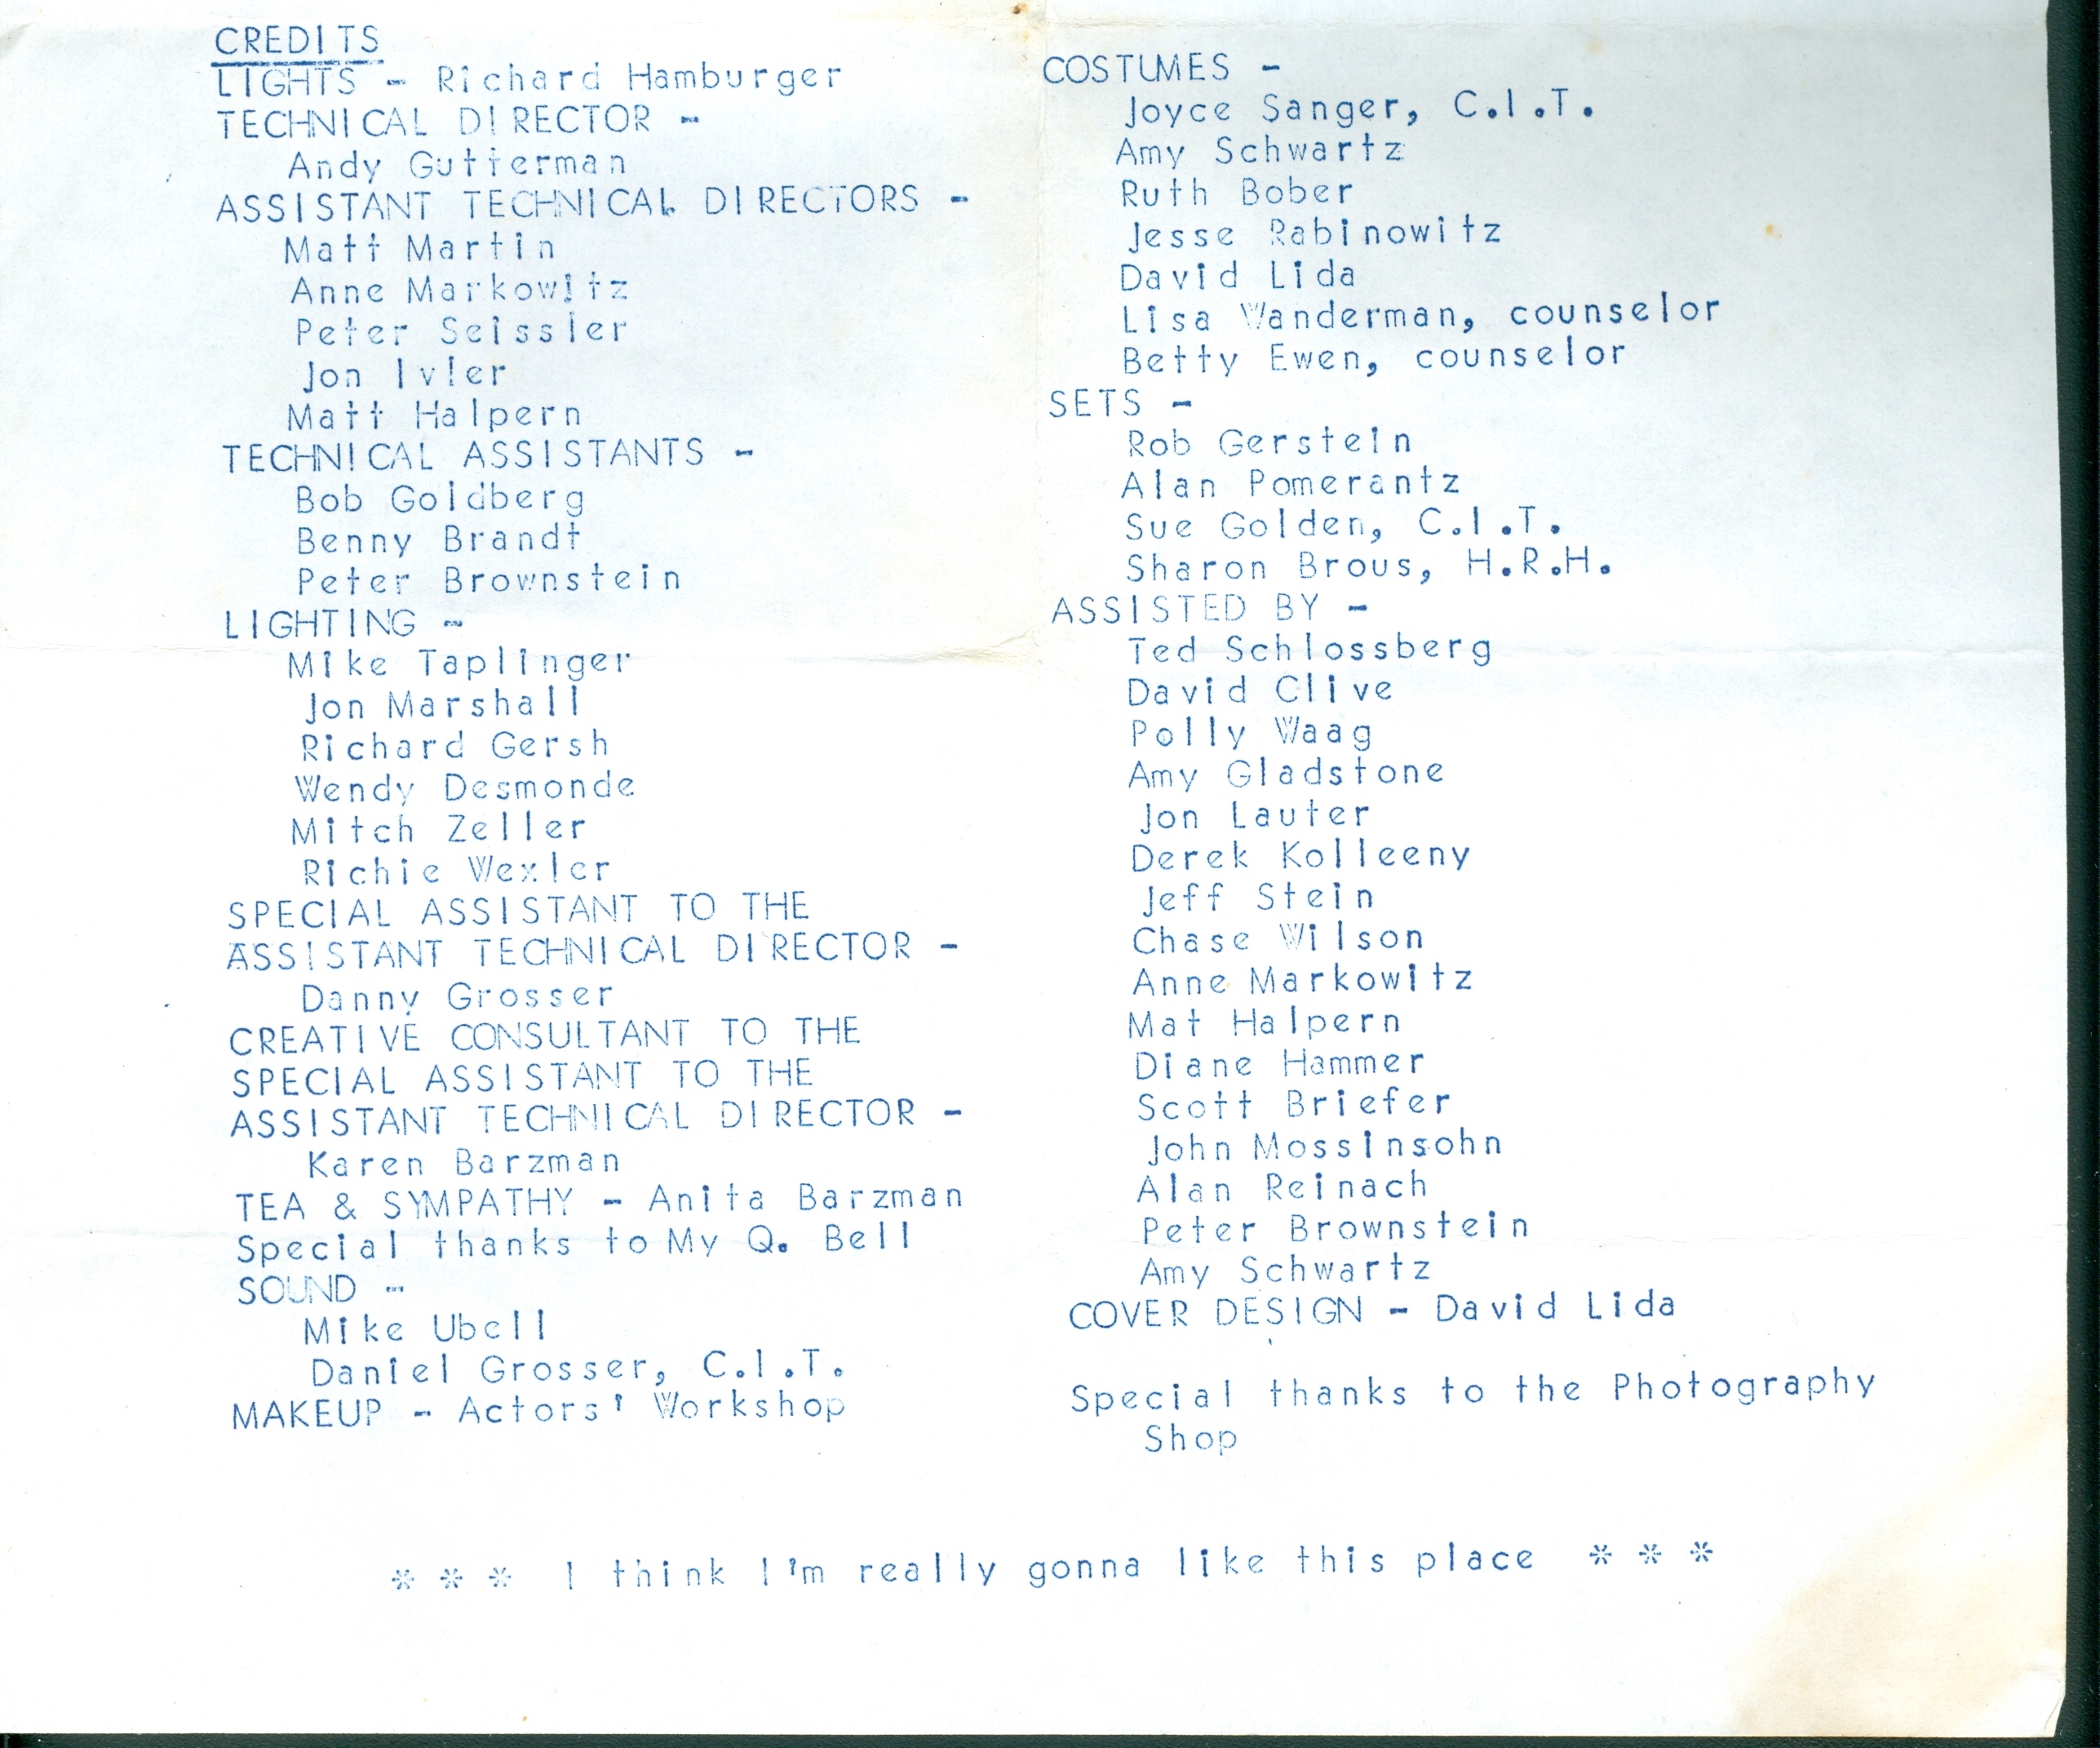 CREDITS
LIGHTS - Richard Hamburger
TECHNICAL DIRECTOR -
Andy Gutterman
ASSISTANT TECHNICAL DIRECTORS -
Matt Martin
Anne Markowitz
Peter Seissler
Jon Ivler
Matt Halpern
TECHNICAL ASSISTANTS -
Bob Goldberg
Benny Brandt
Peter Brownstein
LIGHTING -
Mike Taplinger
Jon Marshall
Richard Gersh
Wendy Desmonde
Mitch Zeller
Richie Wexler
SPECIAL ASSISTANT TO THE
ASSISTANT TECHNICAL DIRECTOR -
Danny Grosser
CREATIVE CONSULTANT TO THE
SPECIAL ASSISTANT TO THE
ASSISTANT TECHNICAL DIRECTOR -
Karen Barzman
TEA & SYMPATHY - Anita Barzman
Special thanks to My Q. Bell
SOUND -
Mike Ubell
Daniel Grosser, C.I.T.
MAKEUP - Actors' Workshop
COSTUMES -
Joyce Sanger, C.I.T.
Amy Schwartz
Ruth Bober
Jesse Rabinowitz
David Lida
Lisa Wanderman, counselor
Betty Ewen, counselor
SETS -
Rob Gerstein
Alan Pomerantz
Sue Golden, C.I.T.
Sharon Brous, H.R.H.
ASSISTED BY -
Ted Schlossberg
David Clive
Polly Waag
Amy Gladstone
Jon Lauter
Derek Kolleeny
Jeff Stein
Chase Wilson
Anne Markowitz
Mat Halpern
Diane Hammer
Scott Briefer
John Mossinsohn
Alan Reinach
Peter Brownstein
Amy Schwartz
COVER DESIGN - David Lida
Special thanks to the Photography
Shop
* * * I think I'm really gonna like this place * * *